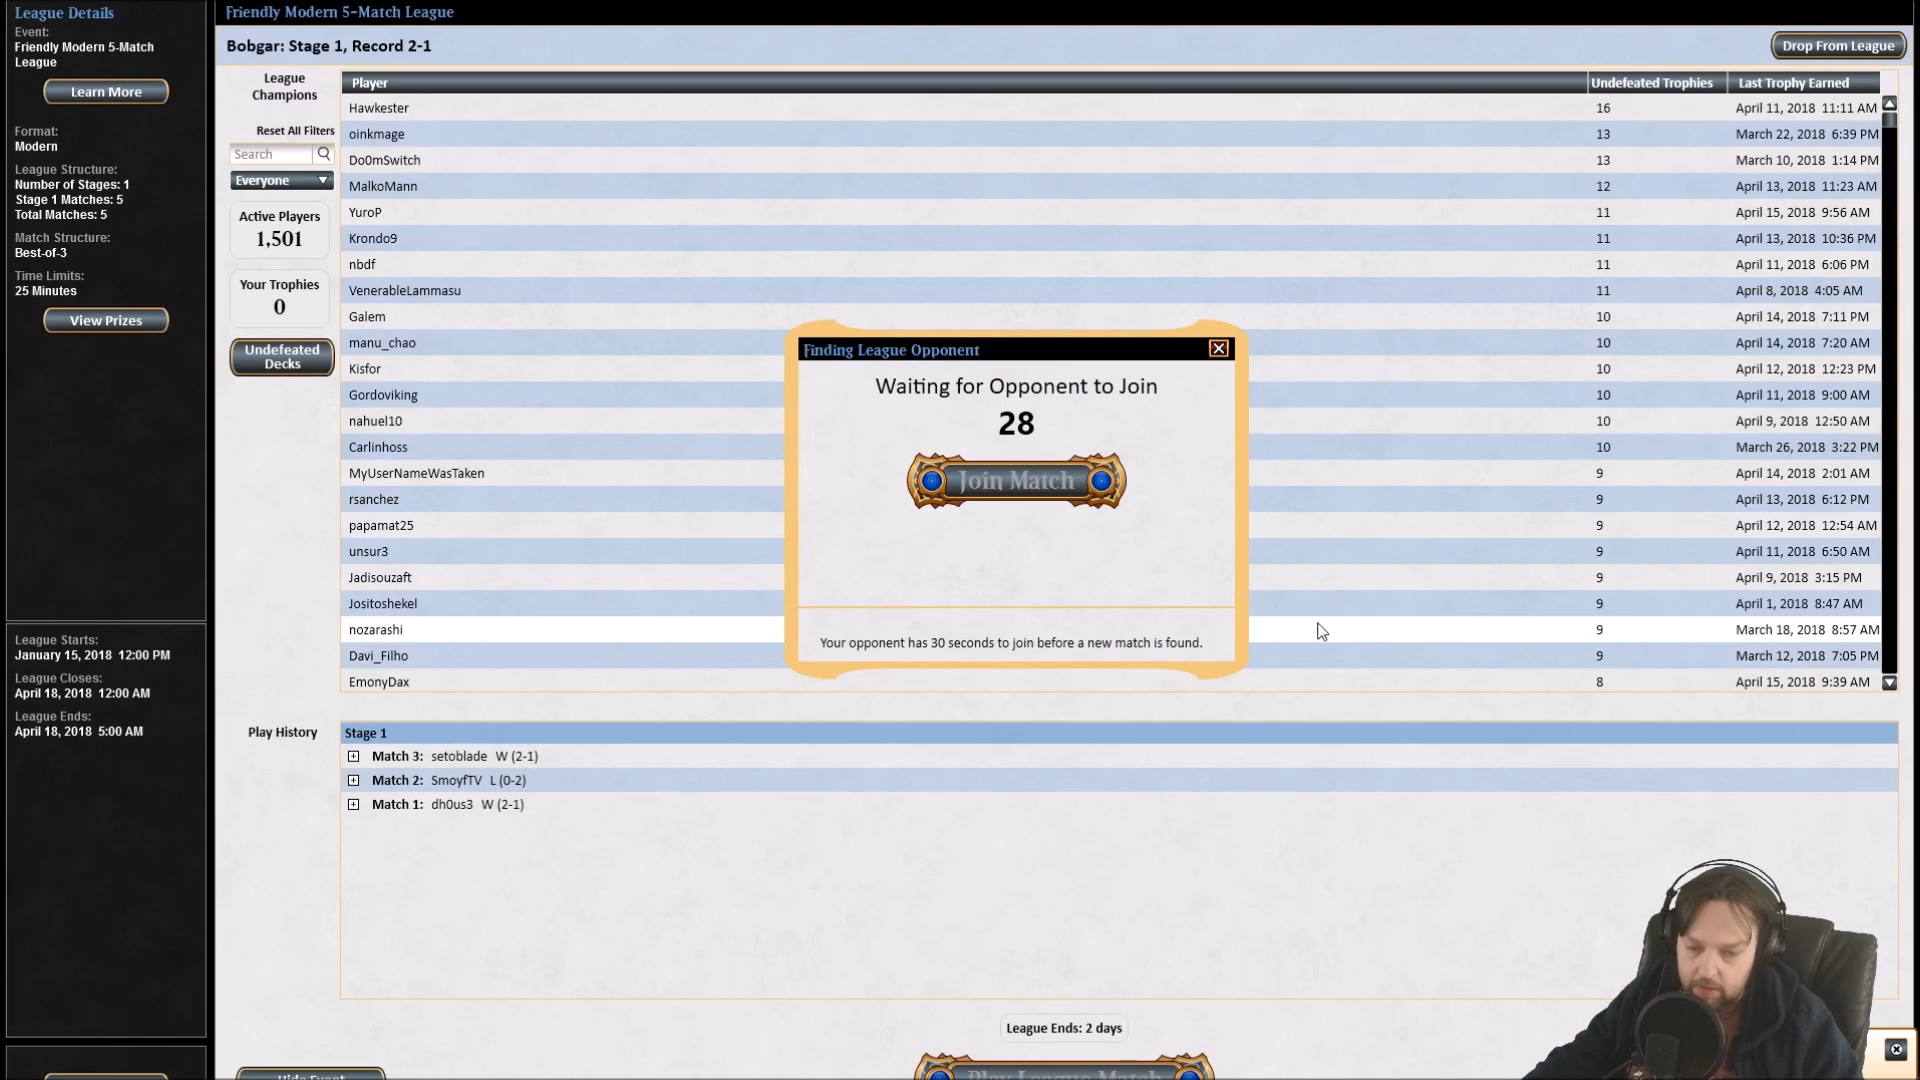 League Details
Event:
Friendly Modern 5-Match
League
Learn More
Format:
Modern
League Structure:
Number of Stages: 1
Stage 1 Matches: 5
Total Matches: 5
Match Structure:
Best-of-3
Time Limits:
25 Minutes
View Prizes
League Starts:
January 15, 2018 12:00 PM
League Closes:
April 18, 2018 12:00 AM
League Ends:
April 18, 2018 5:00 AM
Friendly Modern 5-Match League
Bobgar: Stage 1, Record 2-1
Drop From League
League
Champions
Reset All Filters
Search
Everyone
Active Players
1,501
Your Trophies
0
Undefeated
Decks
Player Undefeated Trophies Last Trophy Earned
Hawkester 16 April 11, 2018 11:11 AM
oinkmage 13 March 22, 2018 6:39 PM
Do0mSwitch 13 March 10, 2018 1:14 PM
MalkoMann 12 April 13, 2018 11:23 AM
YuroP 11 April 15, 2018 9:56 AM
Krondo9 11 April 13, 2018 10:36 PM
nbdf 11 April 11, 2018 6:06 PM
VenerableLammasu 11 April 8, 2018 4:05 AM
Galem 10 April 14, 2018 7:11 PM
manu_chao 10 April 14, 2018 7:20 AM
Kisfor 10 April 12, 2018 12:23 PM
Gordoviking 10 April 11, 2018 9:00 AM
nahuel10 10 April 9, 2018 12:50 AM
Carlinhoss 10 March 26, 2018 3:22 PM
MyUserNameWasTaken 9 April 14, 2018 2:01 AM
rsanchez 9 April 13, 2018 6:12 PM
papamat25 9 April 12, 2018 12:54 AM
unsur3 9 April 11, 2018 6:50 AM
Jadisouzaft 9 April 9, 2018 3:15 PM
Jositoshekel 9 April 1, 2018 8:47 AM
nozarashi 9 March 18, 2018 8:57 AM
Davi_Filho 9 March 12, 2018 7:05 PM
EmonyDax 8 April 15, 2018 9:39 AM
Finding League Opponent
Waiting for Opponent to Join
28
Join Match
Your opponent has 30 seconds to join before a new match is found.
Play History
Stage 1
Match 3: setoblade W (2-1)
Match 2: SmoyfTV L (0-2)
Match 1: dh0us3 W (2-1)
League Ends: 2 days
Play League Match
Hide Event